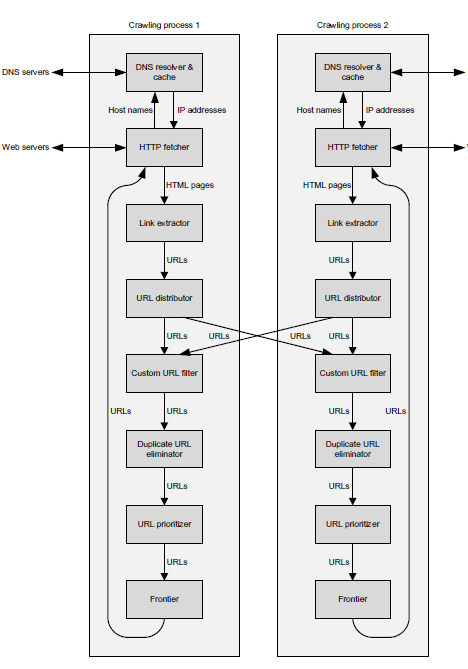 Crawling process 1 Crawling process 2
DNS servers
DNS resolver &
cache
DNS resolver &
cache
Host names IP addresses Host names IP addresses
Web servers HTTP fetcher HTTP fetcher
HTML pages HTML pages
Link extractor Link extractor
URLs URLs
URL distributor URL distributor
URLs URLs URLs URLs
Custom URL filter Custom URL filter
URLs URLs URLs URLs
Duplicate URL
eliminator
Duplicate URL
eliminator
URLs URLs
URL prioritizer URL prioritizer
URLs URLs
Frontier Frontier